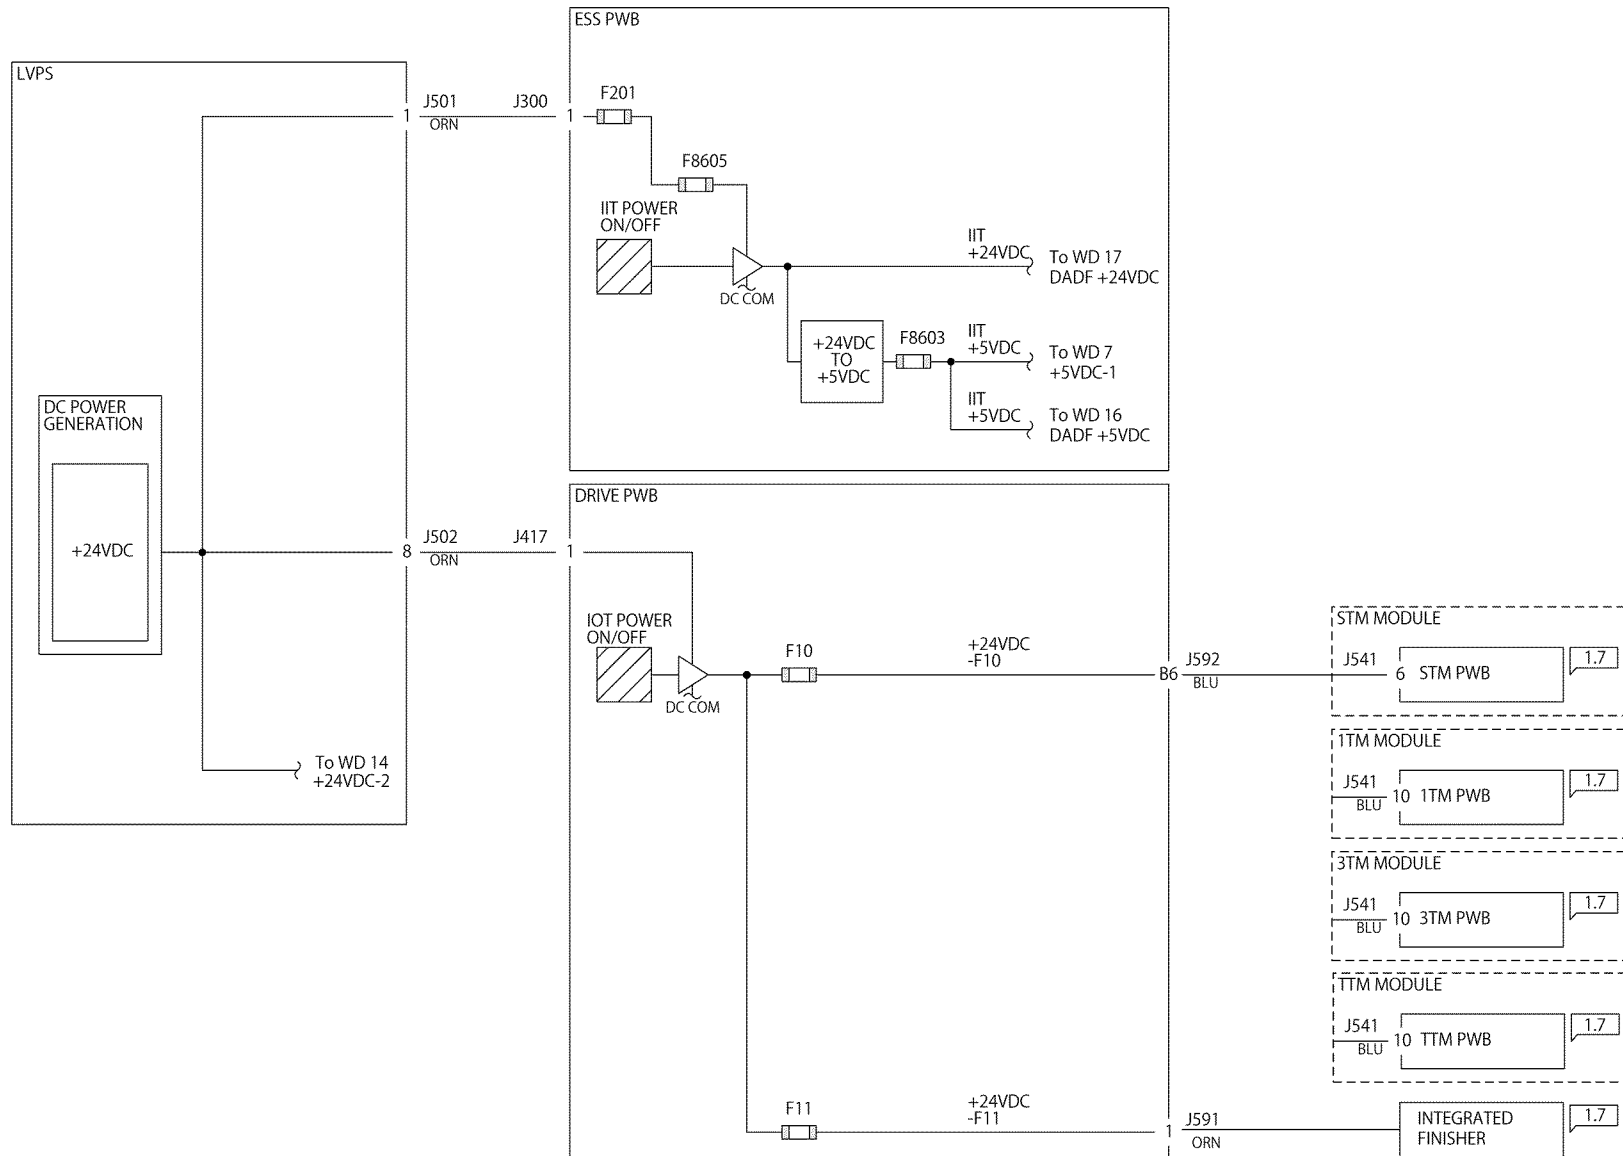 ESS PWB
LVPS
J501
ORN
J300
1
1
F201
F8605
IIT POWER
ON/OFF
DC COM
IIT
+24VDC
To WD 17
DADF +24VDC
+24VDC
TO
+5VDC
F8603
IIT
+5VDC
To WD 7
+5VDC-1
IIT
+5VDC
To WD 16
DADF +5VDC
DC POWER
GENERATION
+24VDC
8
J502
ORN
J417
1
To WD 14
+24VDC-2
DRIVE PWB
IOT POWER
ON/OFF
DC COM
F10
+24VDC
-F10
B6
J592
BLU
STM MODULE
J541
6
STM PWB
1.7
1TM MODULE
J541
BLU
10
1TM PWB
1.7
3TM MODULE
J541
BLU
10
3TM PWB
1.7
TTM MODULE
J541
BLU
10
TTM PWB
1.7
F11
+24VDC
-F11
1
J591
ORN
INTEGRATED
FINISHER
1.7